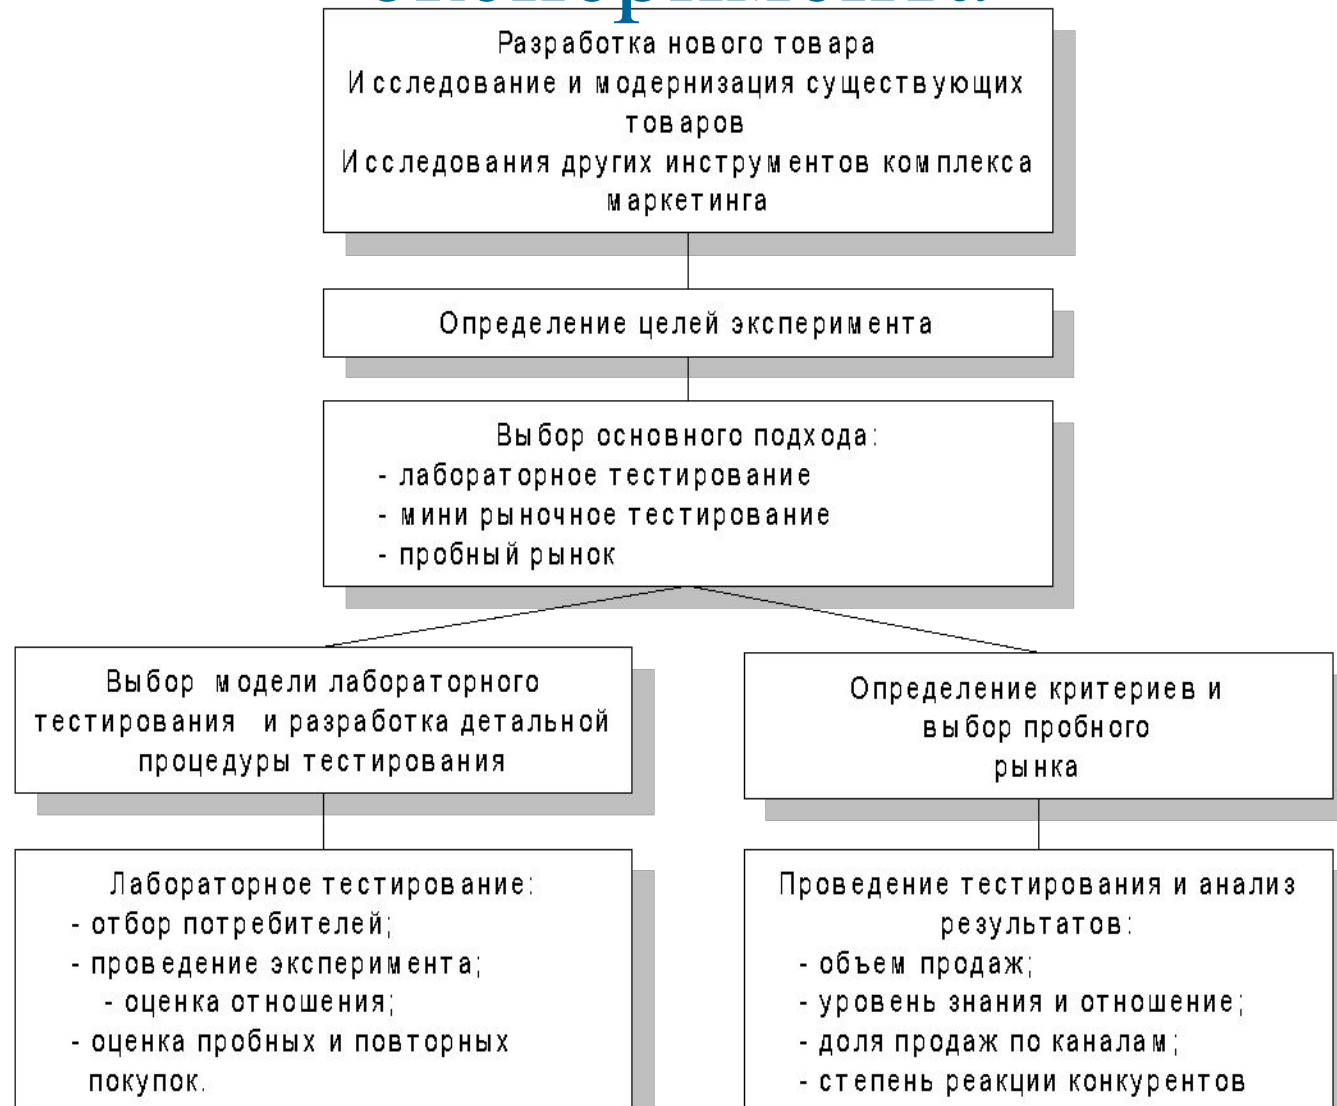 эксперимента
Разработка нового товара
Исследование и модернизация существующих
товаров
Исследования других инструментов комплекса
маркетинга
Определение целей эксперимента
Выбор основного подхода:
- лабораторное тестирование
- мини рыночное тестирование
- пробный рынок
Выбор модели лабораторного
тестирования и разработка детальной
процедуры тестирования
Определение критериев и
выбор пробного
рынка
Лабораторное тестирование:
- отбор потребителей;
- проведение эксперимента;
- оценка отношения;
- оценка пробных и повторных
покупок.
Проведение тестирования и анализ
результатов:
- объем продаж;
- уровень знания и отношение;
- доля продаж по каналам;
- степень реакции конкурентов